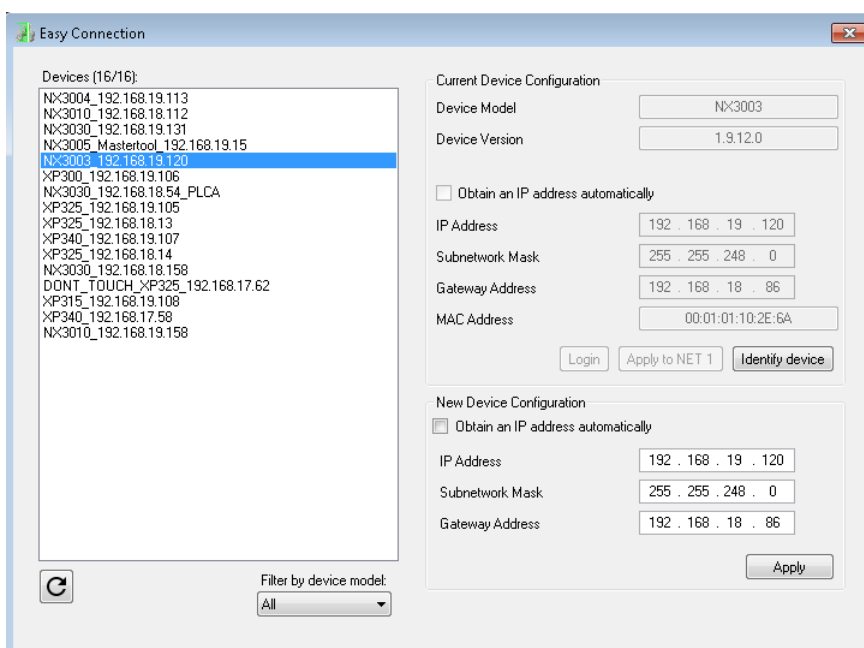 Easy Connection
Devices (16/16):
NX3004_192.168.19.113
NX3010_192.168.18.112
NX3030_192.168.19.131
NX3005_Mastertool_192.168.19.15
NX3003_192.168.19.120
XP300_192.168.19.106
NX3030_192.168.18.54_PLCA
XP325_192.168.19.105
XP325_192.168.18.13
XP340_192.168.19.107
XP325_192.168.18.14
NX3030_192.168.18.158
DONT_TOUCH_XP325_192.168.17.62
XP315_192.168.19.108
XP340_192.168.17.58
NX3010_192.168.19.158
Filter by device model:
All
Current Device Configuration
Device Model NX3003
Device Version 1.9.12.0
Obtain an IP address automatically
IP Address 192 . 168 . 19 . 120
Subnetwork Mask 255 . 255 . 248 . 0
Gateway Address 192 . 168 . 18 . 86
MAC Address 00:01:01:10:2E:6A
Login Apply to NET 1 Identify device
New Device Configuration
Obtain an IP address automatically
IP Address 192 . 168 . 19 . 120
Subnetwork Mask 255 . 255 . 248 . 0
Gateway Address 192 . 168 . 18 . 86
Apply